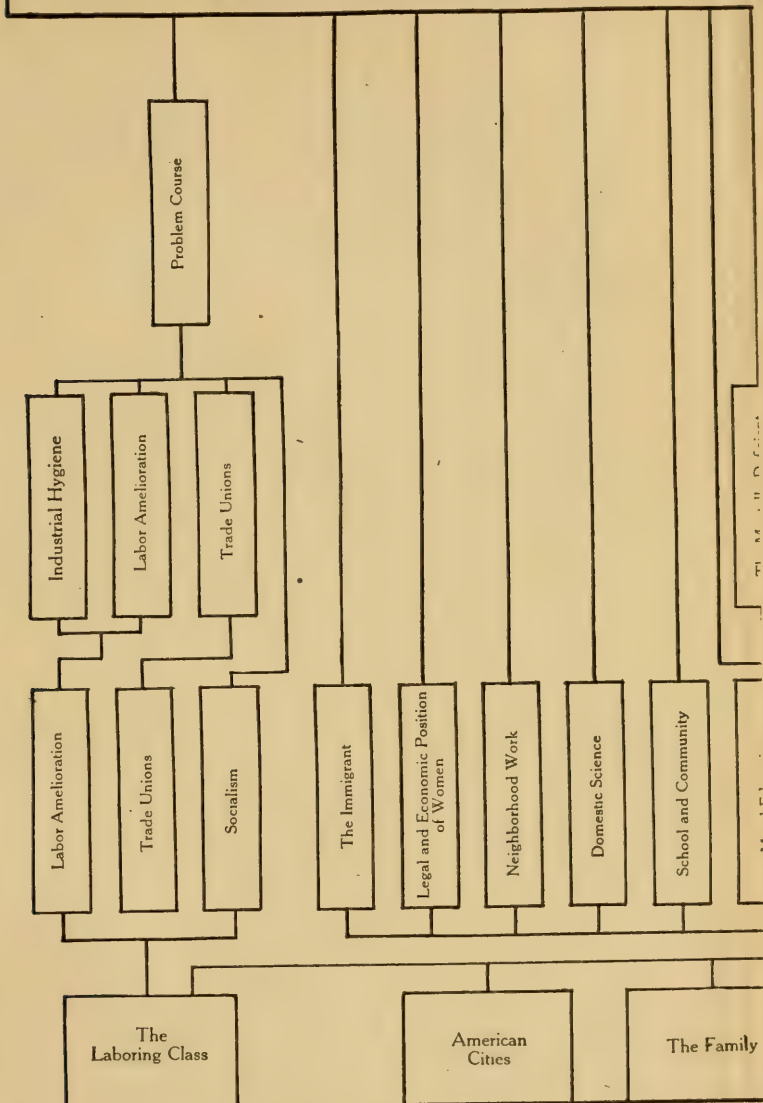 Problem Course
Industrial Hygiene
Labor Amelioration
Trade Unions
Labor Amelioration
Trade Unions
Socialism
The Immigrant
Legal and Economic Position
of Women
Neighborhood Work
Domestic Science
School and Community
The
Laboring Class
American
Cities
The Family